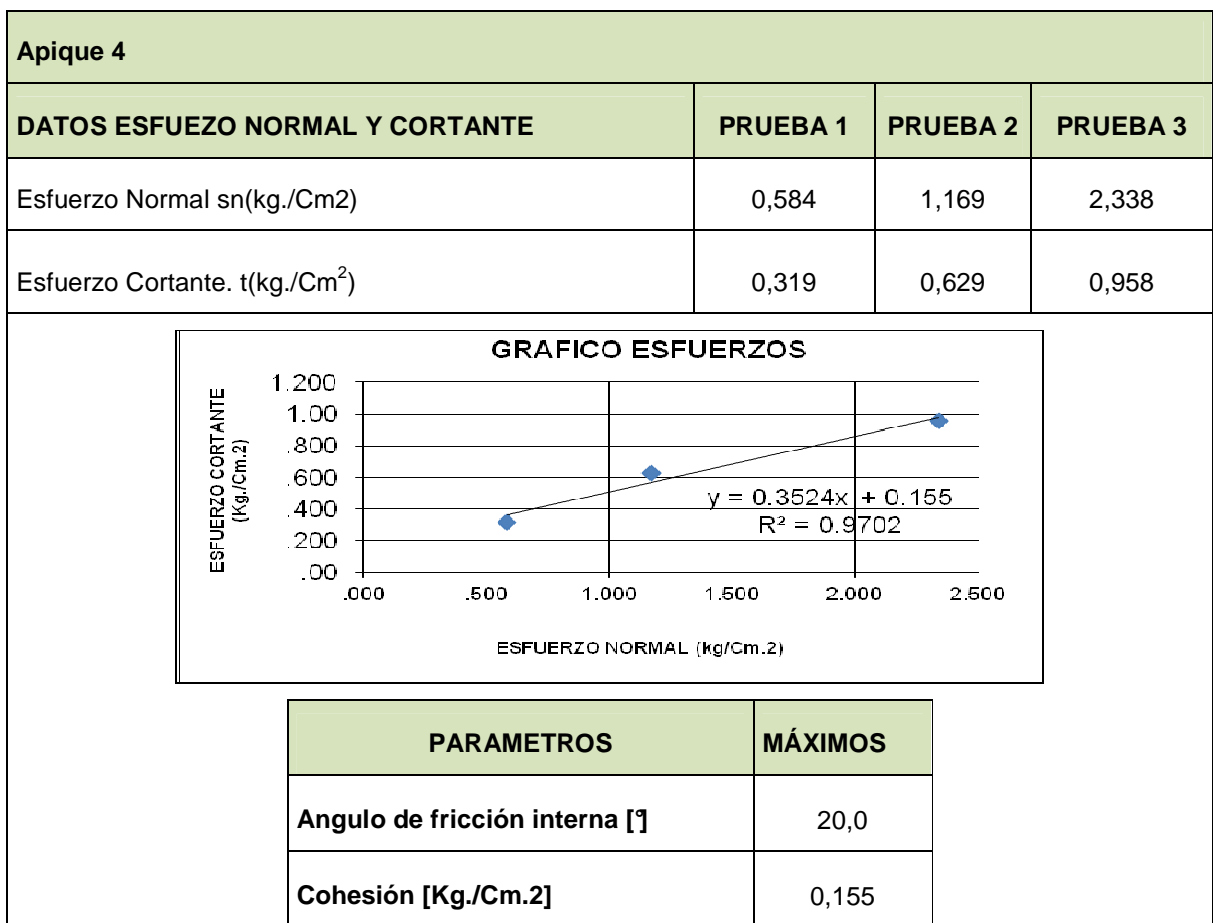 Apique 4
DATOS ESFUEZO NORMAL Y CORTANTE PRUEBA 1 PRUEBA 2 PRUEBA 3
Esfuerzo Normal sn(kg./Cm2) 0,584 1,169 2,338
Esfuerzo Cortante. t(kg./Cm²) 0,319 0,629 0,958
GRAFICO ESFUERZOS
ESFUERZO CORTANTE
(Kg./Cm.2)
1.200
1.00
.800
.600
.400
.200
.00
y = 0.3524x + 0.155
R² = 0.9702
.000 .500 1.000 1.500 2.000 2.500
ESFUERZO NORMAL (kg/Cm.2)
PARAMETROS MÁXIMOS
Angulo de fricción interna [°] 20,0
Cohesión [Kg./Cm.2] 0,155